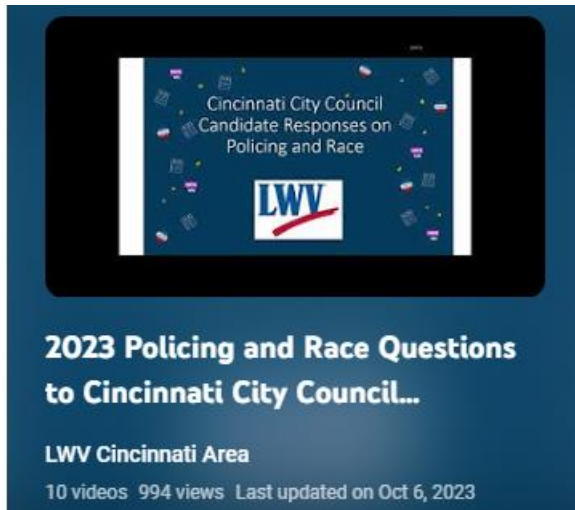 Cincinnati City Council
Candidate Responses on
Policing and Race
LWV
2023 Policing and Race Questions
to Cincinnati City Council...
LWV Cincinnati Area
10 videos 994 views Last updated on Oct 6, 2023